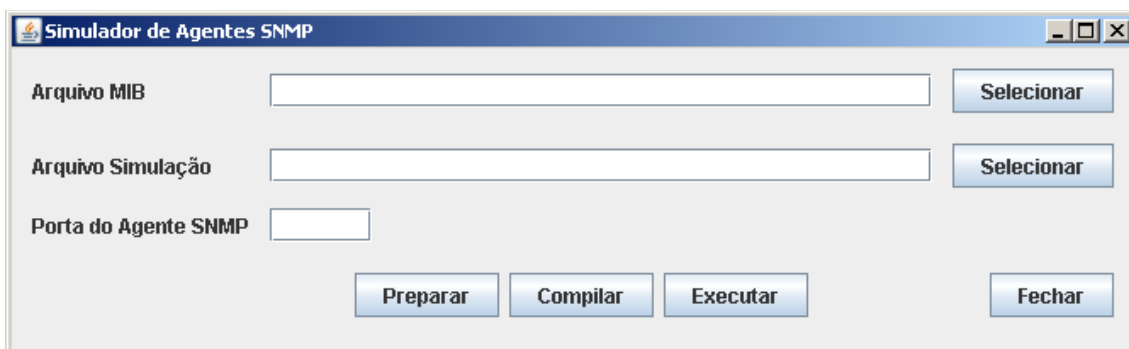 Simulador de Agentes SNMP
Arquivo MIB Selecionar
Arquivo Simulação Selecionar
Porta do Agente SNMP
Preparar Compilar Executar Fechar